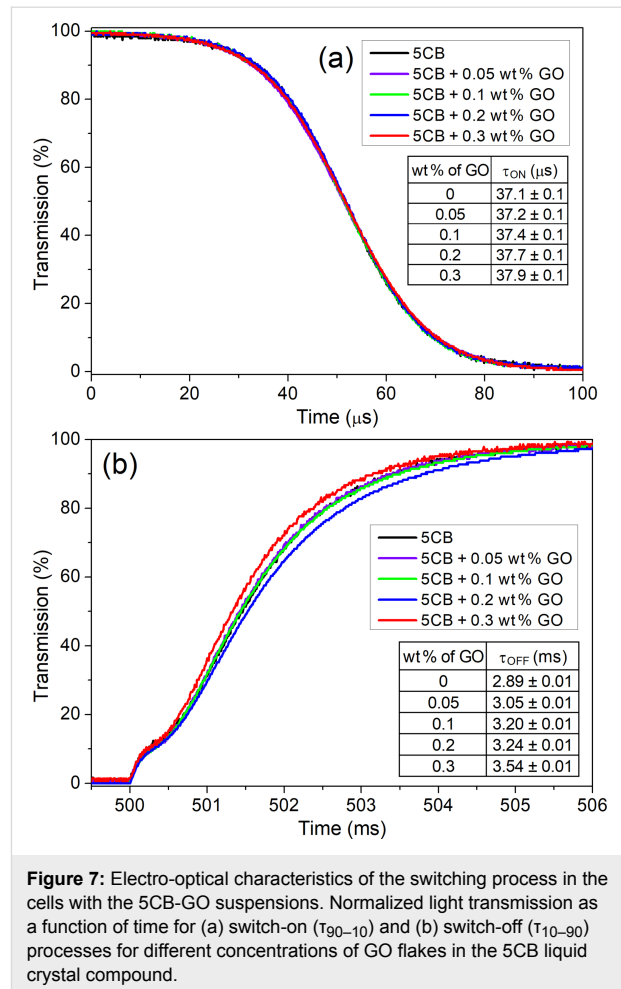 100
80
60
40
20
0
Transmission (%)
(a)
5CB
5CB + 0.05 wt% GO
5CB + 0.1 wt% GO
5CB + 0.2 wt% GO
5CB + 0.3 wt% GO
wt% of GO τON (μs)
0 37.1 ± 0.1
0.05 37.2 ± 0.1
0.1 37.4 ± 0.1
0.2 37.7 ± 0.1
0.3 37.9 ± 0.1
0 20 40 60 80 100
Time (μs)
100
80
60
40
20
0
Transmission (%)
(b)
5CB
5CB + 0.05 wt% GO
5CB + 0.1 wt% GO
5CB + 0.2 wt% GO
5CB + 0.3 wt% GO
wt% of GO τOFF (ms)
0 2.89 ± 0.01
0.05 3.05 ± 0.01
0.1 3.20 ± 0.01
0.2 3.24 ± 0.01
0.3 3.54 ± 0.01
500 501 502 503 504 505 506
Time (ms)
Figure 7: Electro-optical characteristics of the switching process in the
cells with the 5CB-GO suspensions. Normalized light transmission as
a function of time for (a) switch-on (τ90–10) and (b) switch-off (τ10–90)
processes for different concentrations of GO flakes in the 5CB liquid
crystal compound.